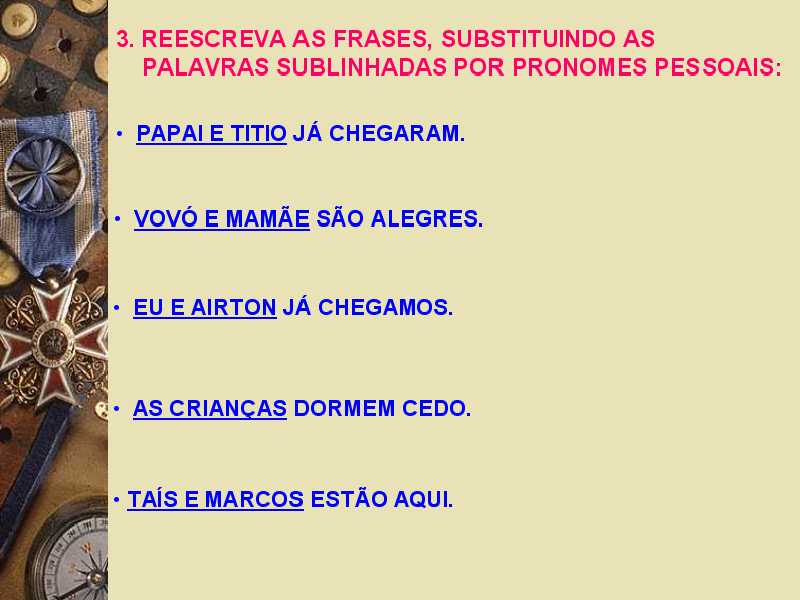 3. REESCREVA AS FRASES, SUBSTITUINDO AS
PALAVRAS SUBLINHADAS POR PRONOMES PESSOAIS:
• PAPAI E TITIO JÁ CHEGARAM.
• VOVÓ E MAMÃE SÃO ALEGRES.
• EU E AIRTON JÁ CHEGAMOS.
• AS CRIANÇAS DORMEM CEDO.
• TAÍS E MARCOS ESTÃO AQUI.